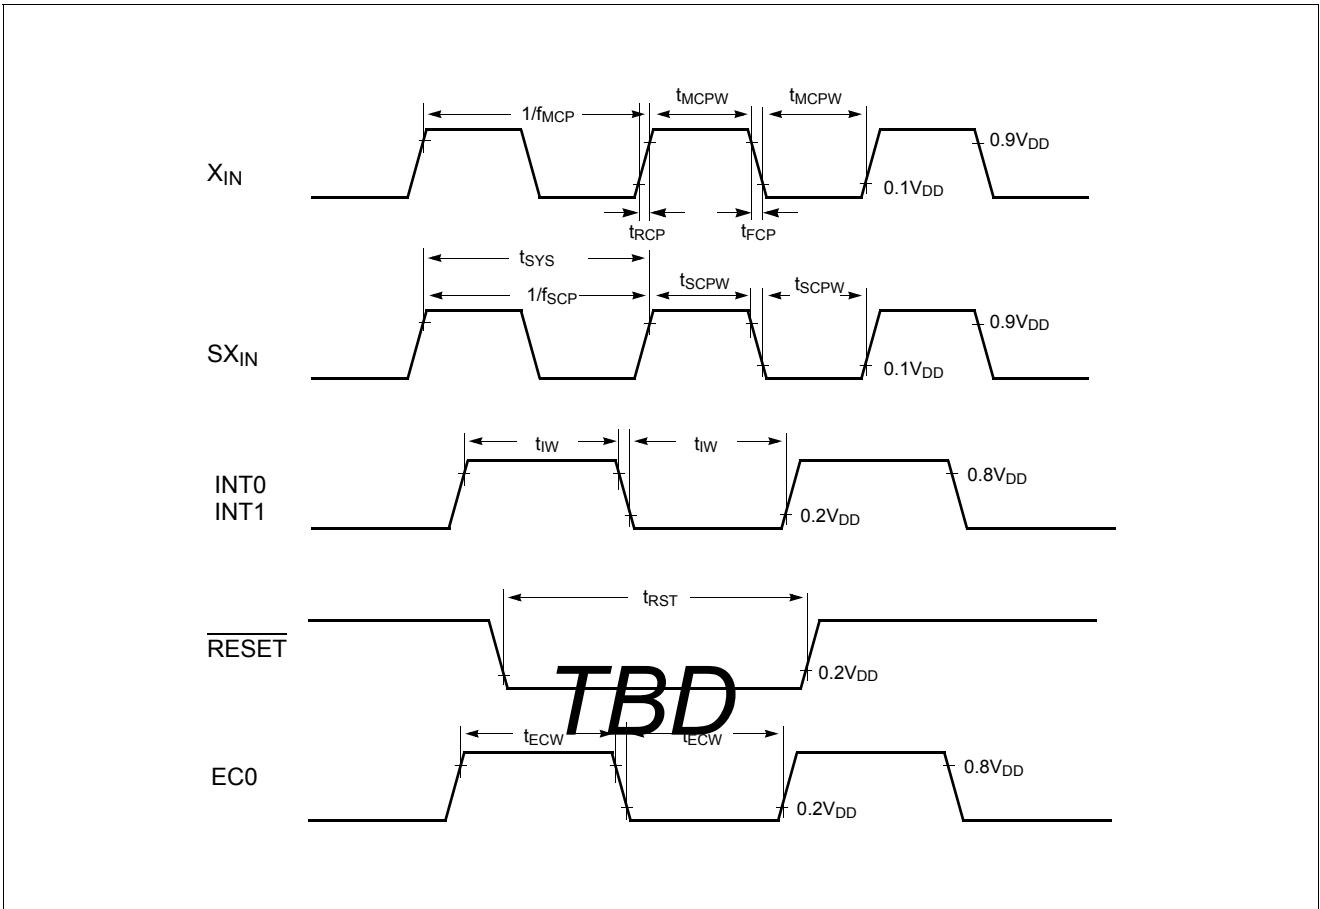 1/fMCP tMCPW tMCPW
XIN 0.9VDD
0.1VDD
tRCP tFCP
tSYS
1/fSCP tSCPW tSCPW
SXIN 0.9VDD
0.1VDD
tIW tIW
INT0 0.8VDD
INT1 0.2VDD
tRST
RESET 0.2VDD
TBD
tECW tECW
EC0 0.8VDD
0.2VDD